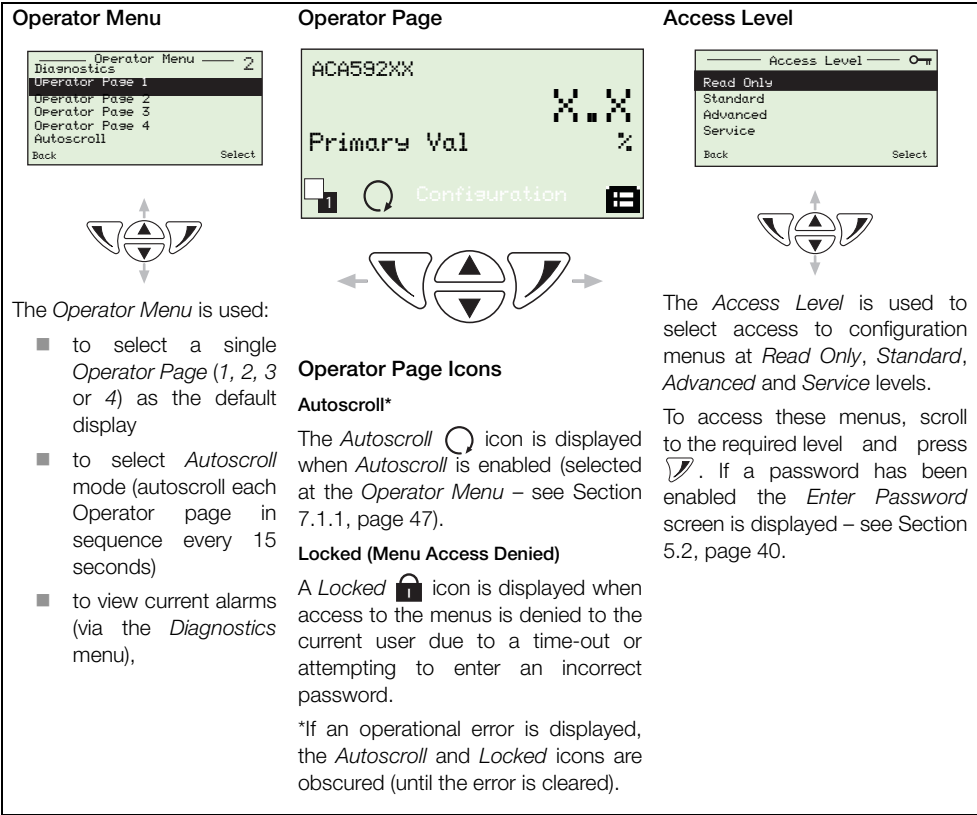 Operator Menu
Operator Menu 2
Diagnostics
Operator Page 1
Operator Page 2
Operator Page 3
Operator Page 4
Autoscroll
Back Select
The Operator Menu is used:
■ to select a single
Operator Page (1, 2, 3
or 4) as the default
display
■ to select Autoscroll
mode (autoscroll each
Operator page in
sequence every 15
seconds)
■ to view current alarms
(via the Diagnostics
menu),
Operator Page
ACA592XX
X.X
Primary Val %
1 Configuration
Operator Page Icons
Autoscroll*
The Autoscroll icon is displayed
when Autoscroll is enabled (selected
at the Operator Menu – see Section
7.1.1, page 47).
Locked (Menu Access Denied)
A Locked icon is displayed when
access to the menus is denied to the
current user due to a time-out or
attempting to enter an incorrect
password.
*If an operational error is displayed,
the Autoscroll and Locked icons are
obscured (until the error is cleared).
Access Level
Access Level
Read Only
Standard
Advanced
Service
Back Select
The Access Level is used to
select access to configuration
menus at Read Only, Standard,
Advanced and Service levels.
To access these menus, scroll
to the required level and press
. If a password has been
enabled the Enter Password
screen is displayed – see Section
5.2, page 40.